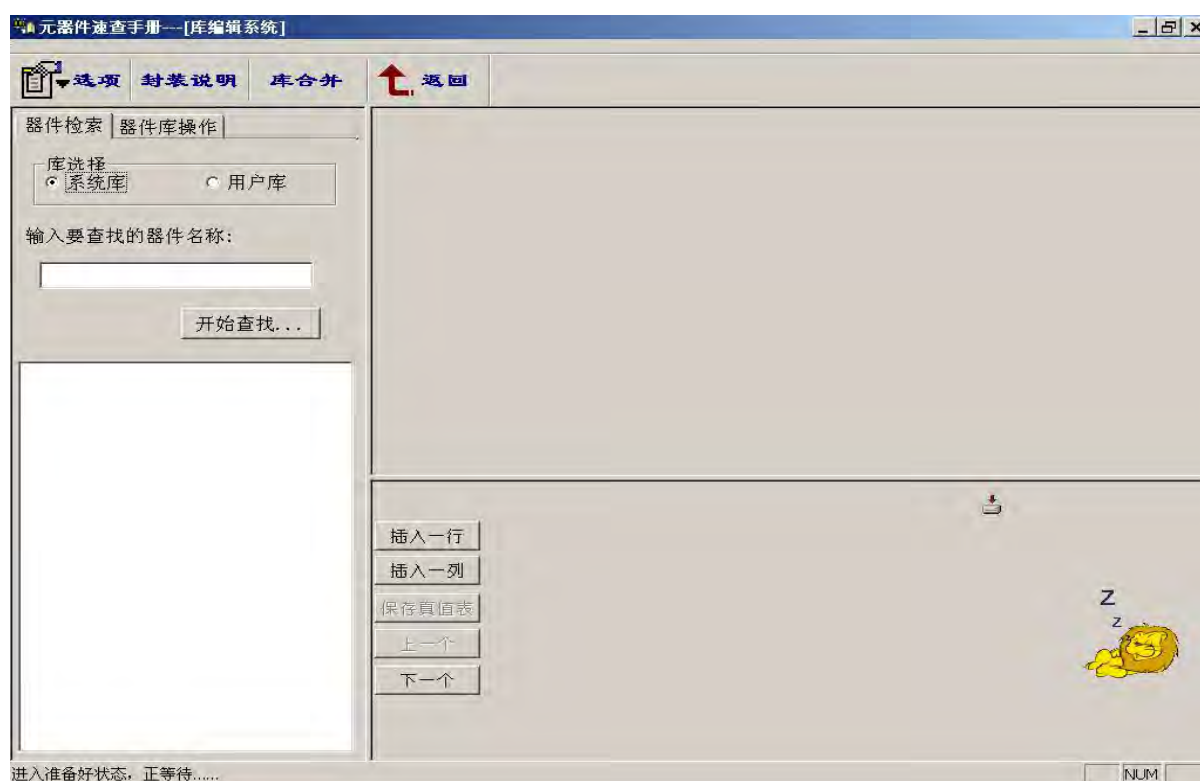 元器件速查手册---[库编辑系统]
选项 封装说明 库合并 返回
器件检索 器件库操作
库选择
系统库 用户库
输入要查找的器件名称:
开始查找...
插入一行
插入一列
保存真值表
上一个
下一个
Z
Z
进入准备好状态，正等待......
NUM